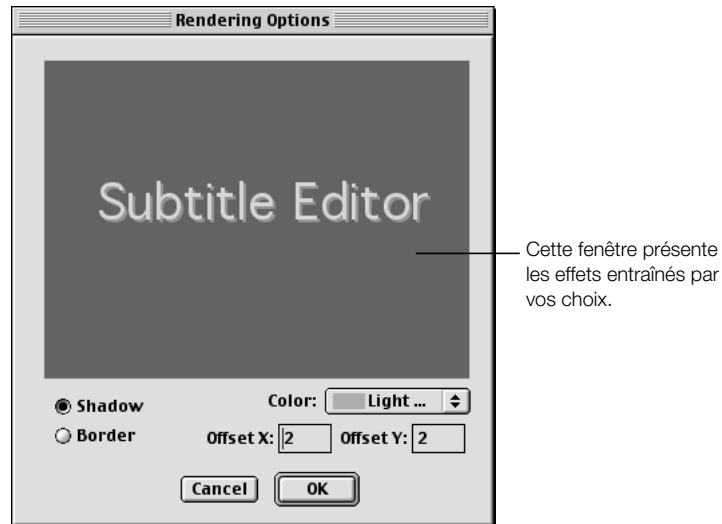 Rendering Options
Subtitle Editor
Cette fenêtre présente
les effets entraînés par
vos choix.
Shadow
Color: Light ...
Border
Offset X: 2 Offset Y: 2
Cancel OK